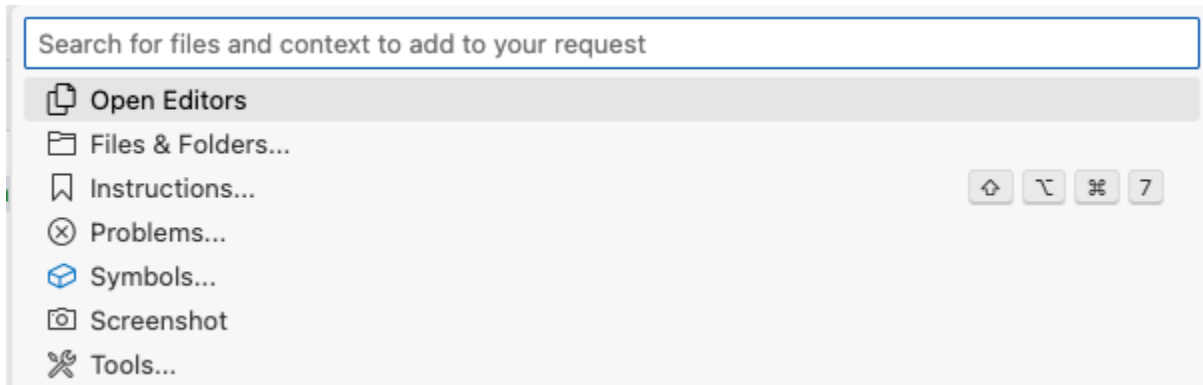 Search for files and context to add to your request
Open Editors
Files & Folders...
Instructions... ⇧ ⌥ ⌘ 7
Problems...
Symbols...
Screenshot
Tools...